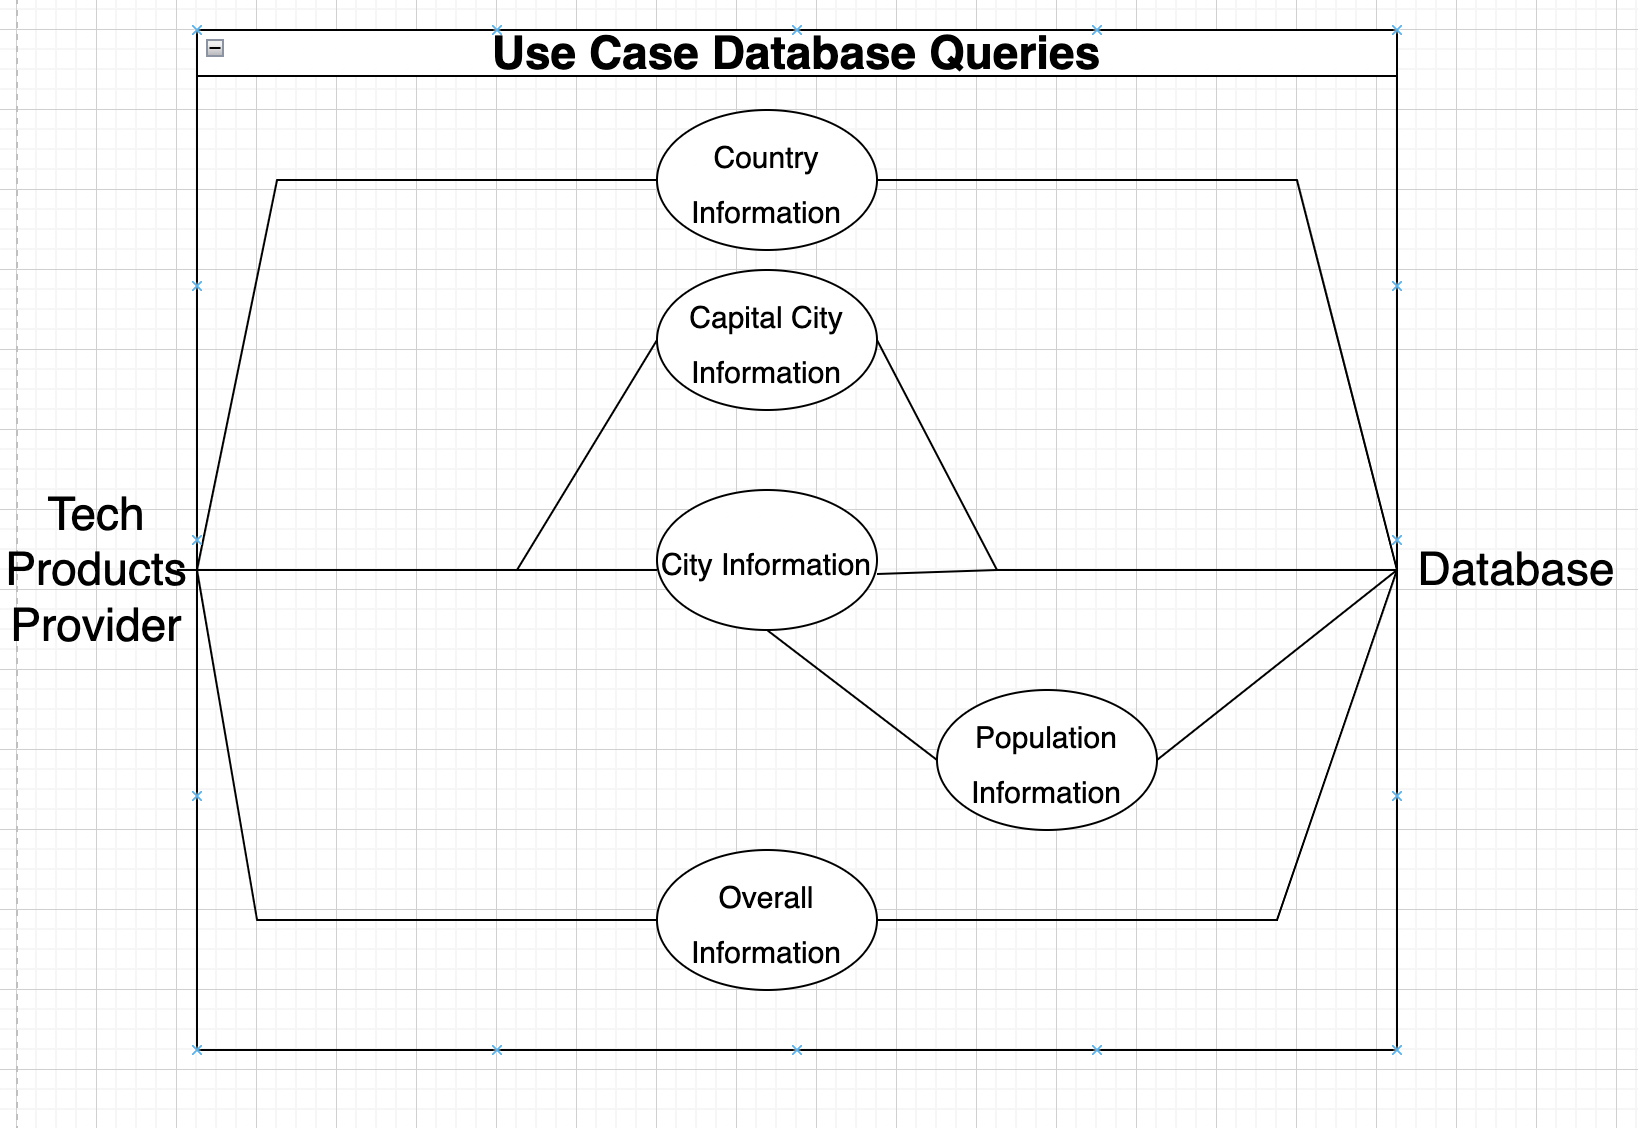 Use Case Database Queries
Country
Information
Capital City
Information
Tech
Products
Provider
City Information
Database
Population
Information
Overall
Information